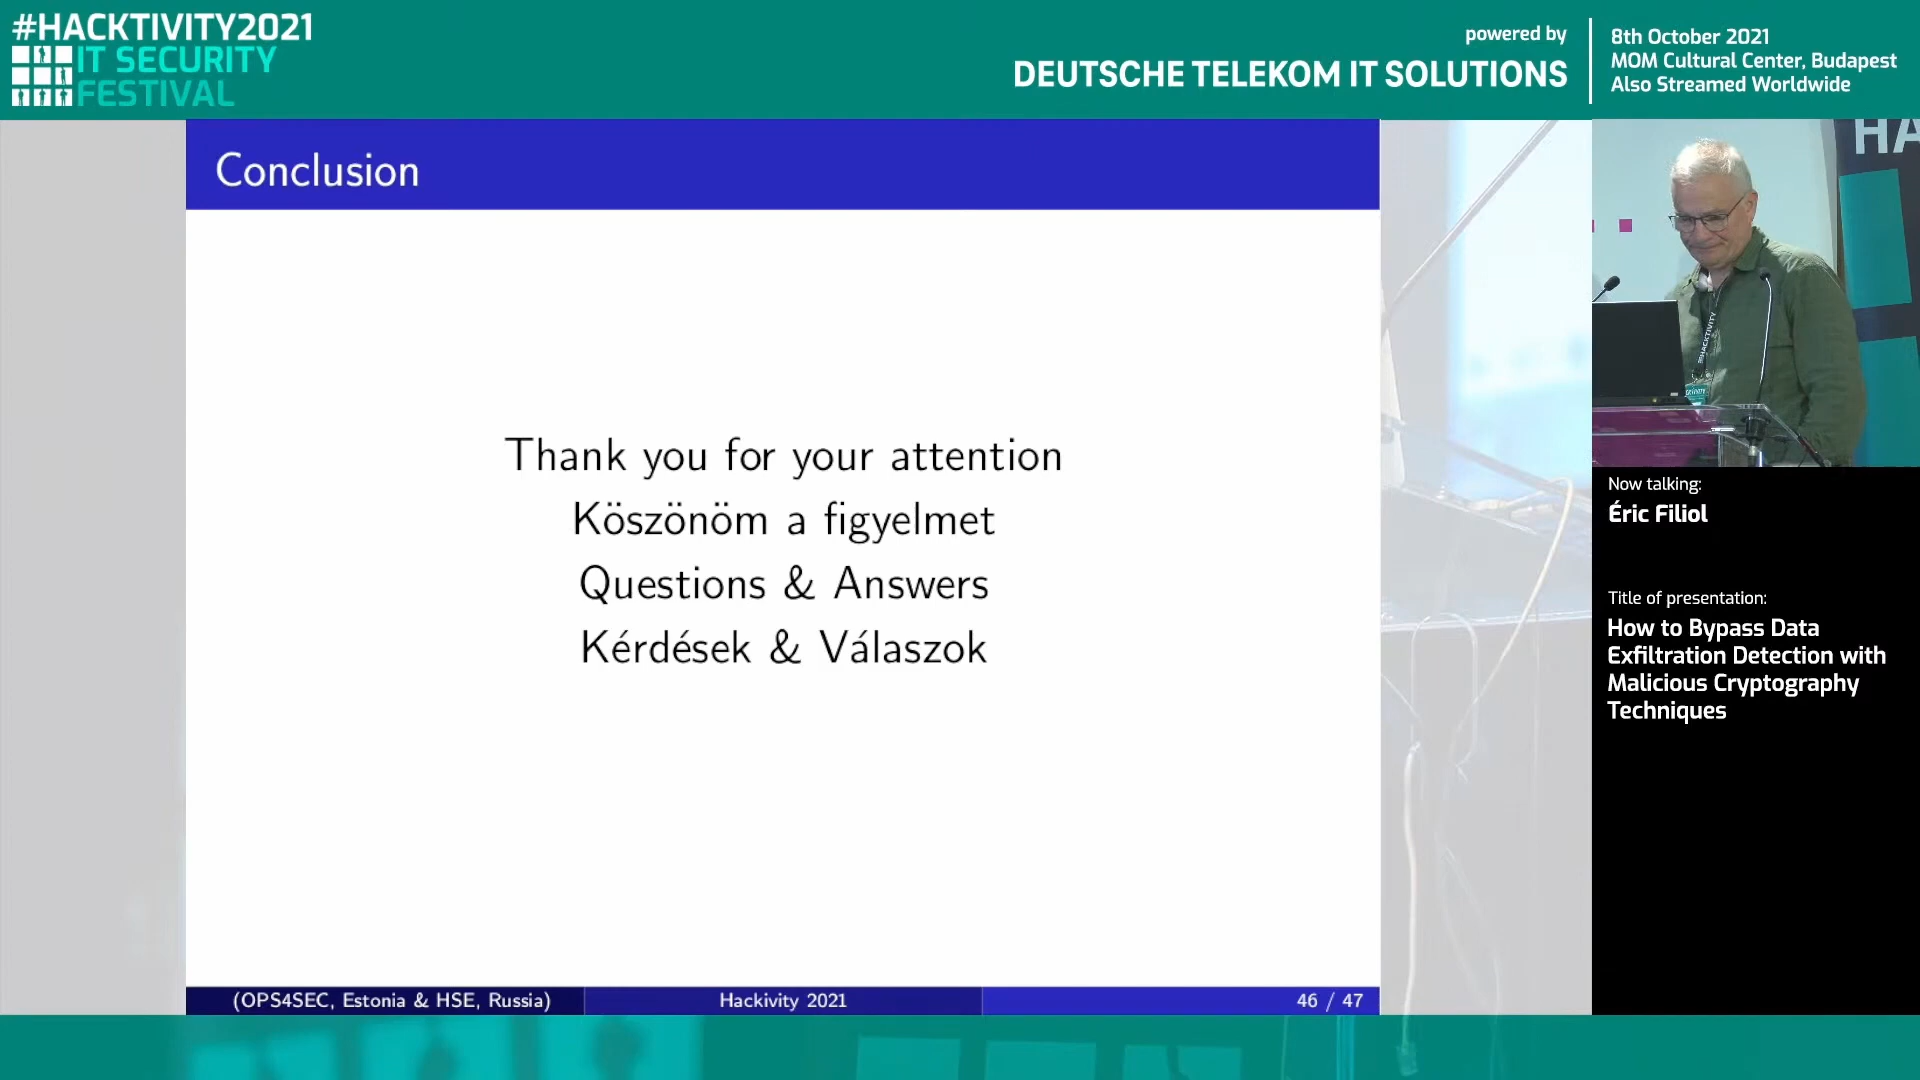 #HACKTIVITY2021
IT SECURITY
FESTIVAL
powered by
DEUTSCHE TELEKOM IT SOLUTIONS
8th October 2021
MOM Cultural Center, Budapest
Also Streamed Worldwide
Conclusion
Thank you for your attention
Köszönöm a figyelmet
Questions & Answers
Kérdések & Válaszok
(OPS4SEC, Estonia & HSE, Russia)
Hackivity 2021
46 / 47
HA
HACKTIVITY
Now talking:
Éric Filiol
Title of presentation:
How to Bypass Data
Exfiltration Detection with
Malicious Cryptography
Techniques